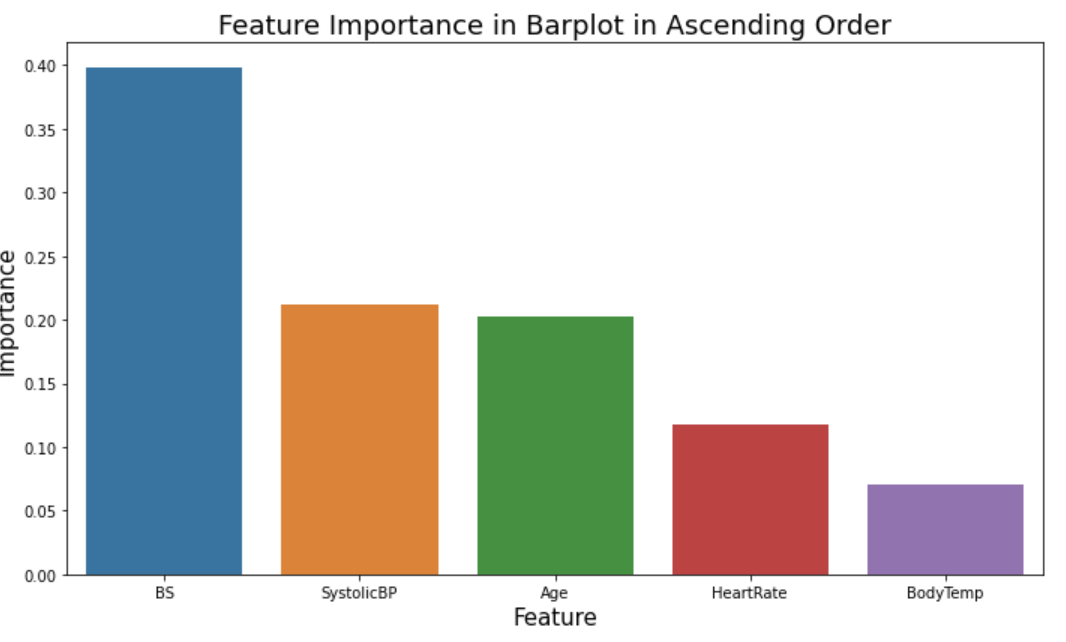 Feature Importance in Barplot in Ascending Order
Importance
0.40
0.35
0.30
0.25
0.20
0.15
0.10
0.05
0.00
BS SystolicBP Age HeartRate BodyTemp
Feature